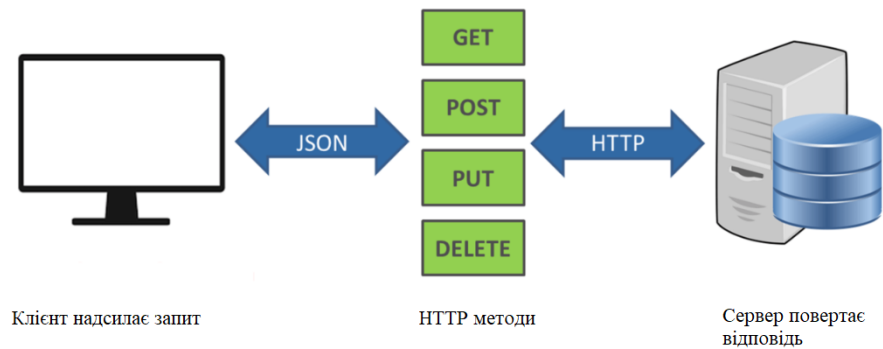 GET
POST
JSON
HTTP
PUT
DELETE
Клієнт надсилає запит
HTTP методи
Сервер повертає
відповідь